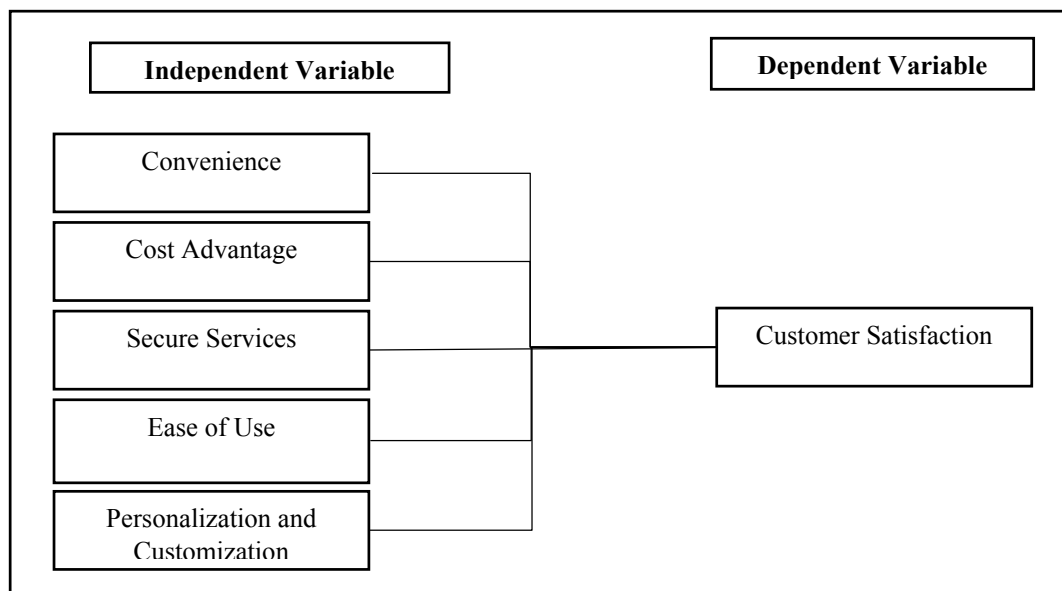 Independent Variable
Dependent Variable
Convenience
Cost Advantage
Secure Services
Customer Satisfaction
Ease of Use
Personalization and
Customization